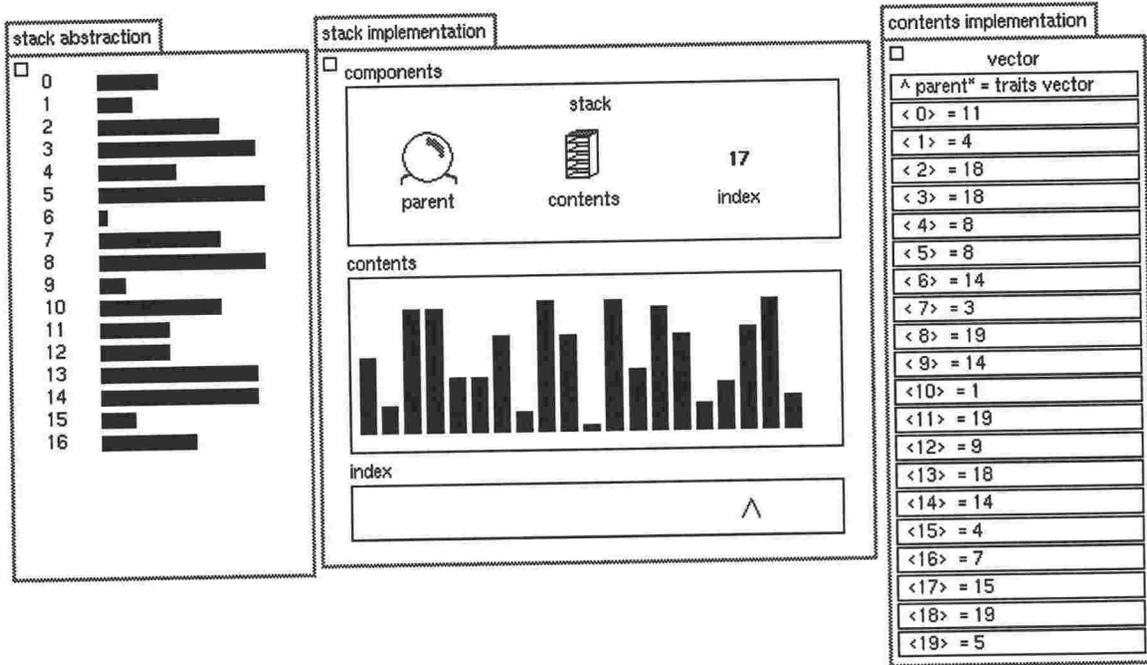 stack abstraction
0
1
2
3
4
5
6
7
8
9
10
11
12
13
14
15
16
stack implementation
components
stack
17
parent contents index
contents
index
contents implementation
vector
^ parent* = traits vector
< 0> = 11
< 1> = 4
< 2> = 18
< 3> = 18
< 4> = 8
< 5> = 8
< 6> = 14
< 7> = 3
< 8> = 19
< 9> = 14
<10> = 1
<11> = 19
<12> = 9
<13> = 18
<14> = 14
<15> = 4
<16> = 7
<17> = 15
<18> = 19
<19> = 5